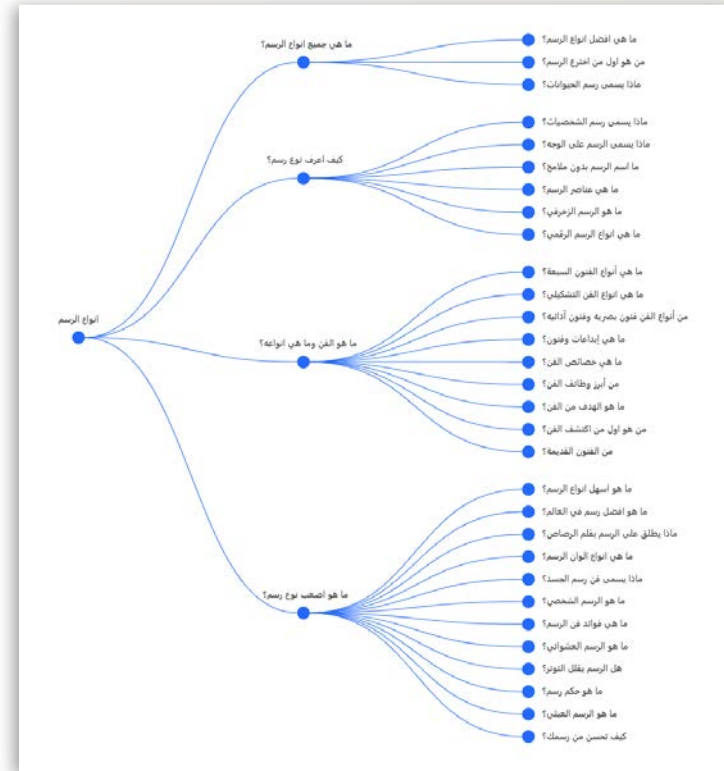 انواع الرسم
ما هي جميع انواع الرسم؟
ما هي افضل انواع الرسم؟
من هو اول من اخترع الرسم؟
ماذا يسمى رسم الحيوانات؟
كيف اعرف نوع رسم؟
ماذا يسمى رسم الشخصيات؟
ماذا يسمى الرسم على الوجه؟
ما اسم الرسم بدون ملامح؟
ما هي عناصر الرسم؟
ما هو الرسم الزخرفي؟
ما هي انواع الرسم الرقمي؟
ما هو الفن وما هي انواعه؟
ما هي أنواع الفنون السبعة؟
ما هي انواع الفن التشكيلي؟
من أنواع الفن فنون بصريه وفنون أدائيه؟
ما هي إبداعات وفنون؟
ما هي خصائص الفن؟
من أبرز وظائف الفن؟
ما هو الهدف من الفن؟
من هو اول من اكتشف الفن؟
من الفنون القديمة؟
ما هو اصعب نوع رسم؟
ما هو اسهل انواع الرسم؟
ما هو افضل رسم في العالم؟
ماذا يطلق على الرسم بقلم الرصاص؟
ما هي انواع الوان الرسم؟
ماذا يسمى فن رسم الجسد؟
ما هو الرسم الشخصي؟
ما هي فوائد فن الرسم؟
ما هو الرسم العشوائي؟
هل الرسم يقلل التوتر؟
ما هو حكم رسم؟
ما هو الرسم العبثي؟
كيف تحسن من رسمك؟